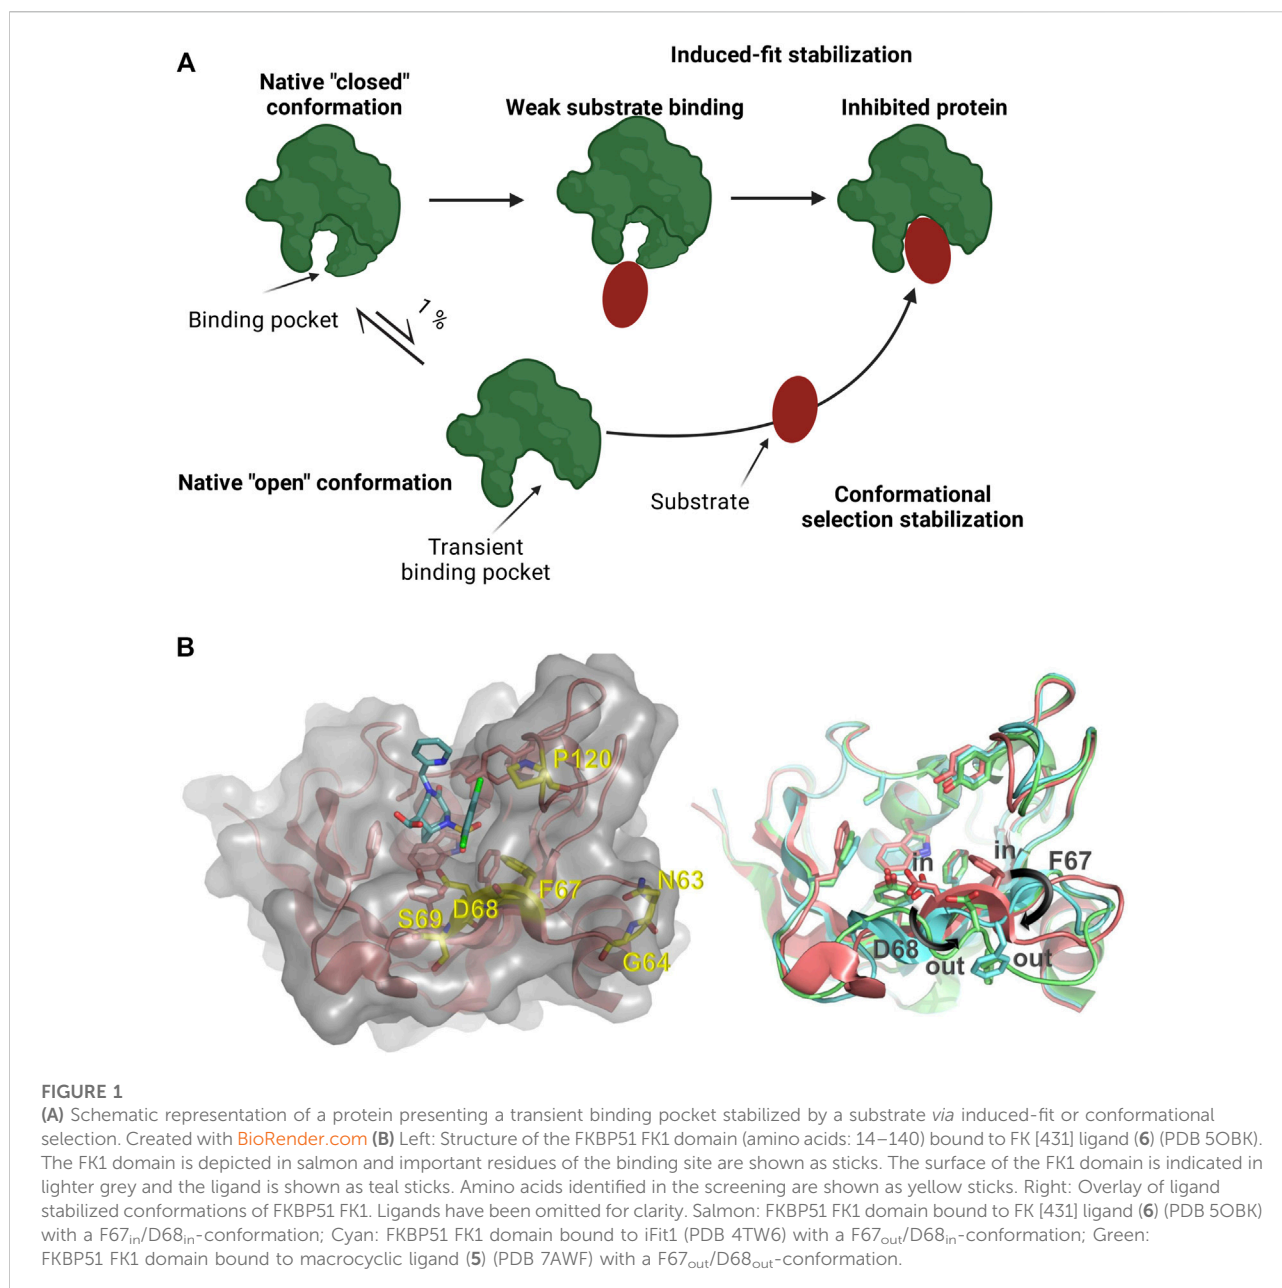 A
Induced-fit stabilization
Native "closed"
conformation
Weak substrate binding
Inhibited protein
Binding pocket
1 %
Native "open" conformation
Substrate
Conformational
selection stabilization
Transient
binding pocket
B
P120
N63
F67
S69
D68
G64
in
in
F67
D68
out
out
FIGURE 1
(A) Schematic representation of a protein presenting a transient binding pocket stabilized by a substrate via induced-fit or conformational
selection. Created with BioRender.com (B) Left: Structure of the FKBP51 FK1 domain (amino acids: 14–140) bound to FK [431] ligand (6) (PDB 5OBK).
The FK1 domain is depicted in salmon and important residues of the binding site are shown as sticks. The surface of the FK1 domain is indicated in
lighter grey and the ligand is shown as teal sticks. Amino acids identified in the screening are shown as yellow sticks. Right: Overlay of ligand
stabilized conformations of FKBP51 FK1. Ligands have been omitted for clarity. Salmon: FKBP51 FK1 domain bound to FK [431] ligand (6) (PDB 5OBK)
with a F67in/D68in-conformation; Cyan: FKBP51 FK1 domain bound to iFit1 (PDB 4TW6) with a F67out/D68in-conformation; Green:
FKBP51 FK1 domain bound to macrocyclic ligand (5) (PDB 7AWF) with a F67out/D68out-conformation.